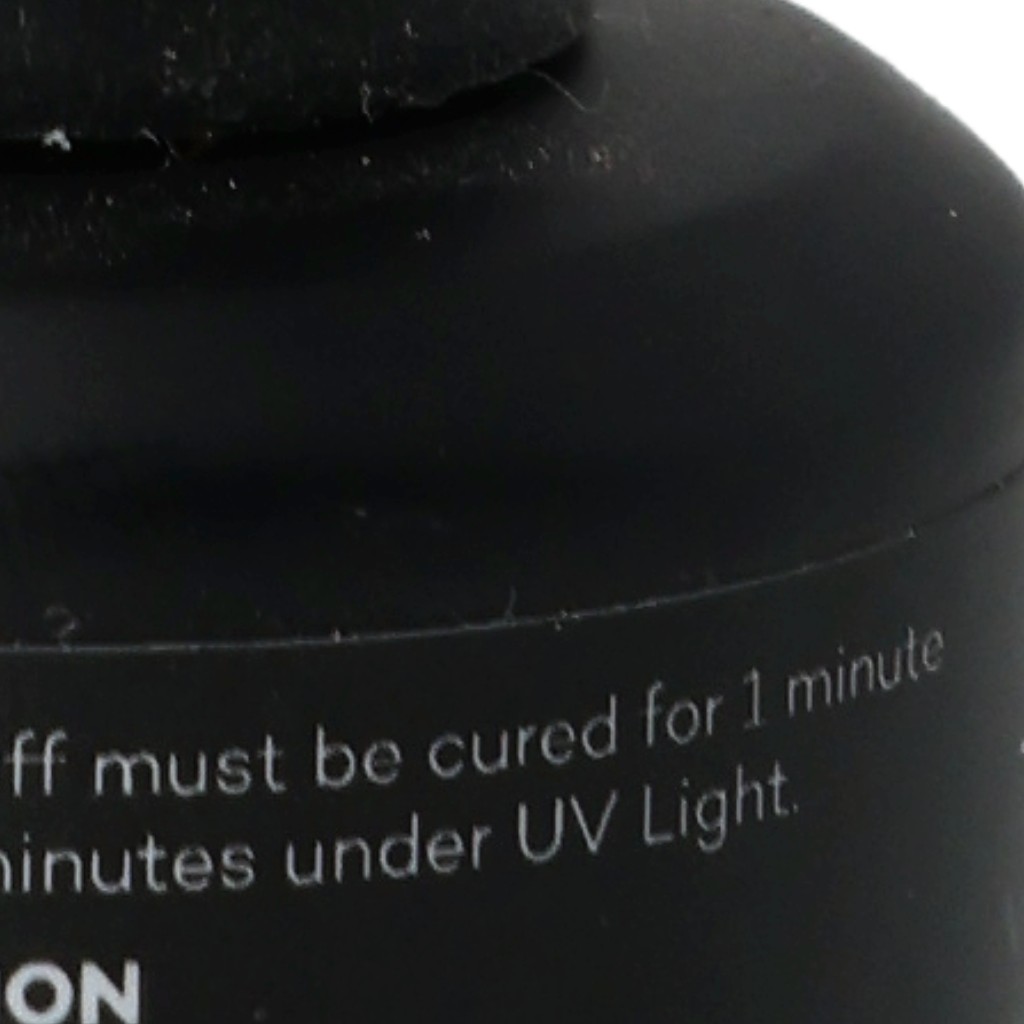 ff must be cured for 1 minute
minutes under UV Light.
ON